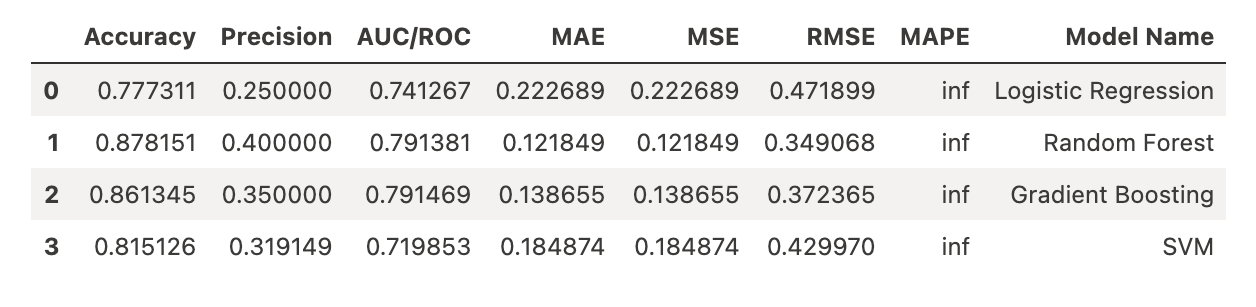 Accuracy Precision AUC/ROC MAE MSE RMSE MAPE Model Name
0 0.777311 0.250000 0.741267 0.222689 0.222689 0.471899 inf Logistic Regression
1 0.878151 0.400000 0.791381 0.121849 0.121849 0.349068 inf Random Forest
2 0.861345 0.350000 0.791469 0.138655 0.138655 0.372365 inf Gradient Boosting
3 0.815126 0.319149 0.719853 0.184874 0.184874 0.429970 inf SVM